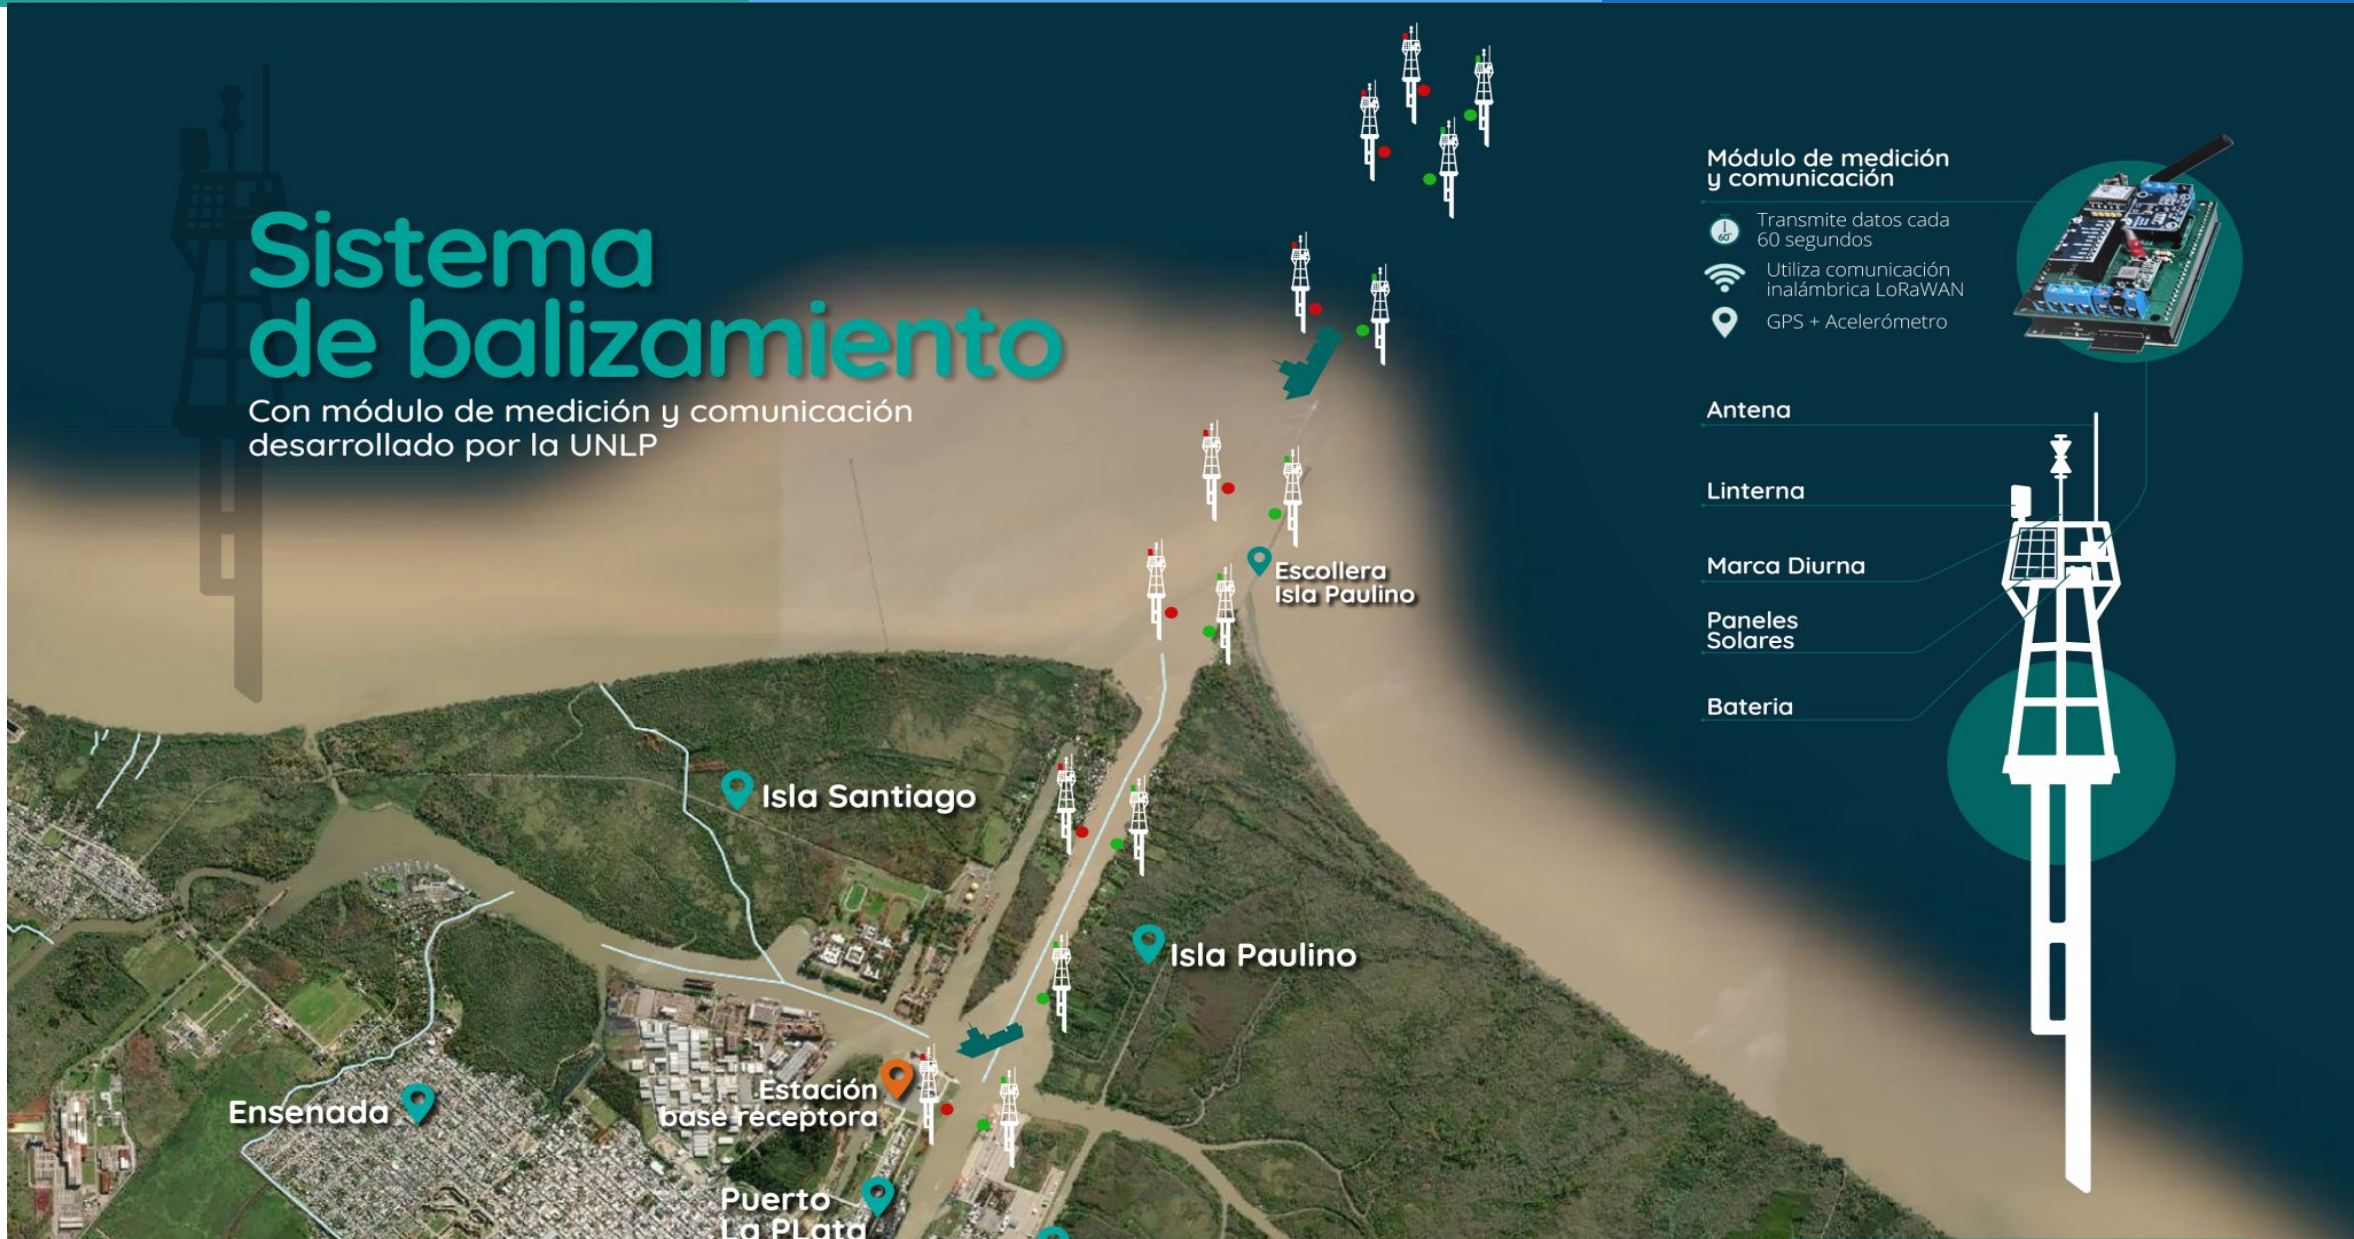 Sistema
de balizamiento
Con módulo de medición y comunicación
desarrollado por la UNLP
Módulo de medición
y comunicación
60"
Transmite datos cada
60 segundos
Utiliza comunicación
inalámbrica LoRaWAN
GPS + Acelerómetro
Antena
Linterna
Marca Diurna
Paneles
Solares
Bateria
Escollera
Isla Paulino
Isla Santiago
Isla Paulino
Estación
base receptora
Ensenada
Puerto
La PLata